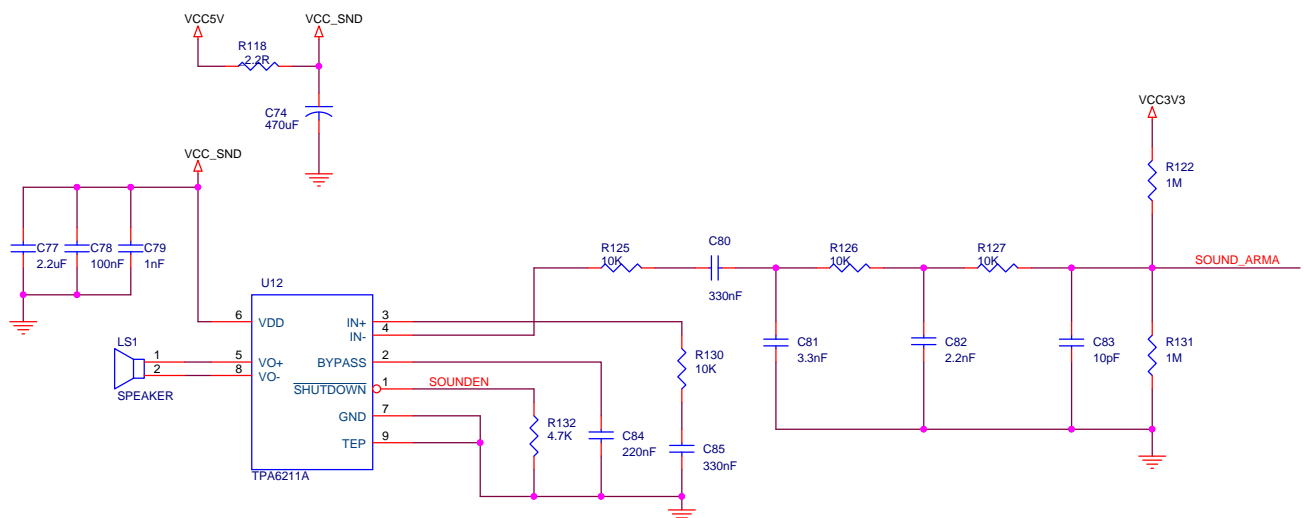 VCC5V
VCC_SND
R118
2.2R
C74
470uF
VCC3V3
VCC_SND
R122
1M
C77
2.2uF
C78
100nF
C79
1nF
R125
10K
C80
330nF
R126
10K
R127
10K
SOUND_ARMA
U12
6
VDD
IN+
3
IN-
4
LS1
1
2
SPEAKER
5
VO+
8
VO-
BYPASS
2
SHUTDOWN
1
SOUNDEN
GND
7
TEP
9
TPA6211A
R130
10K
C81
3.3nF
C82
2.2nF
C83
10pF
R131
1M
R132
4.7K
C84
220nF
C85
330nF